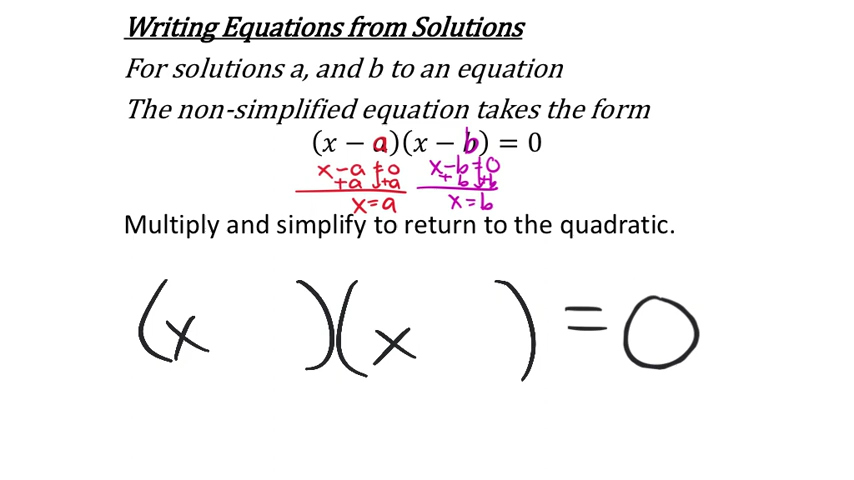 Writing Equations from Solutions
For solutions a, and b to an equation
The non-simplified equation takes the form
(x − a)(x − b) = 0
x-a=0 x-b=0
+a +a +b +b
x=a x=b
Multiply and simplify to return to the quadratic.
(x )(x ) = 0